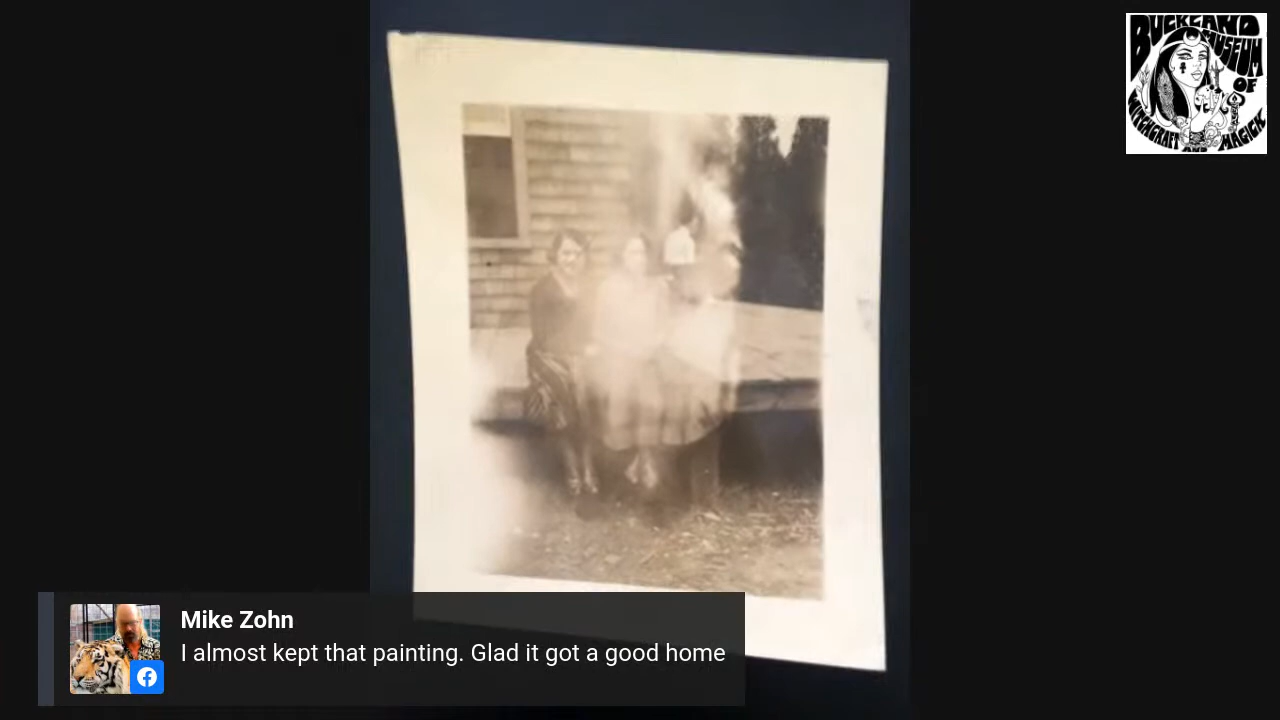 BUCKLAND
MUSEUM
OF
WITCHCRAFT
AND
MAGICK
Mike Zohn
I almost kept that painting. Glad it got a good home